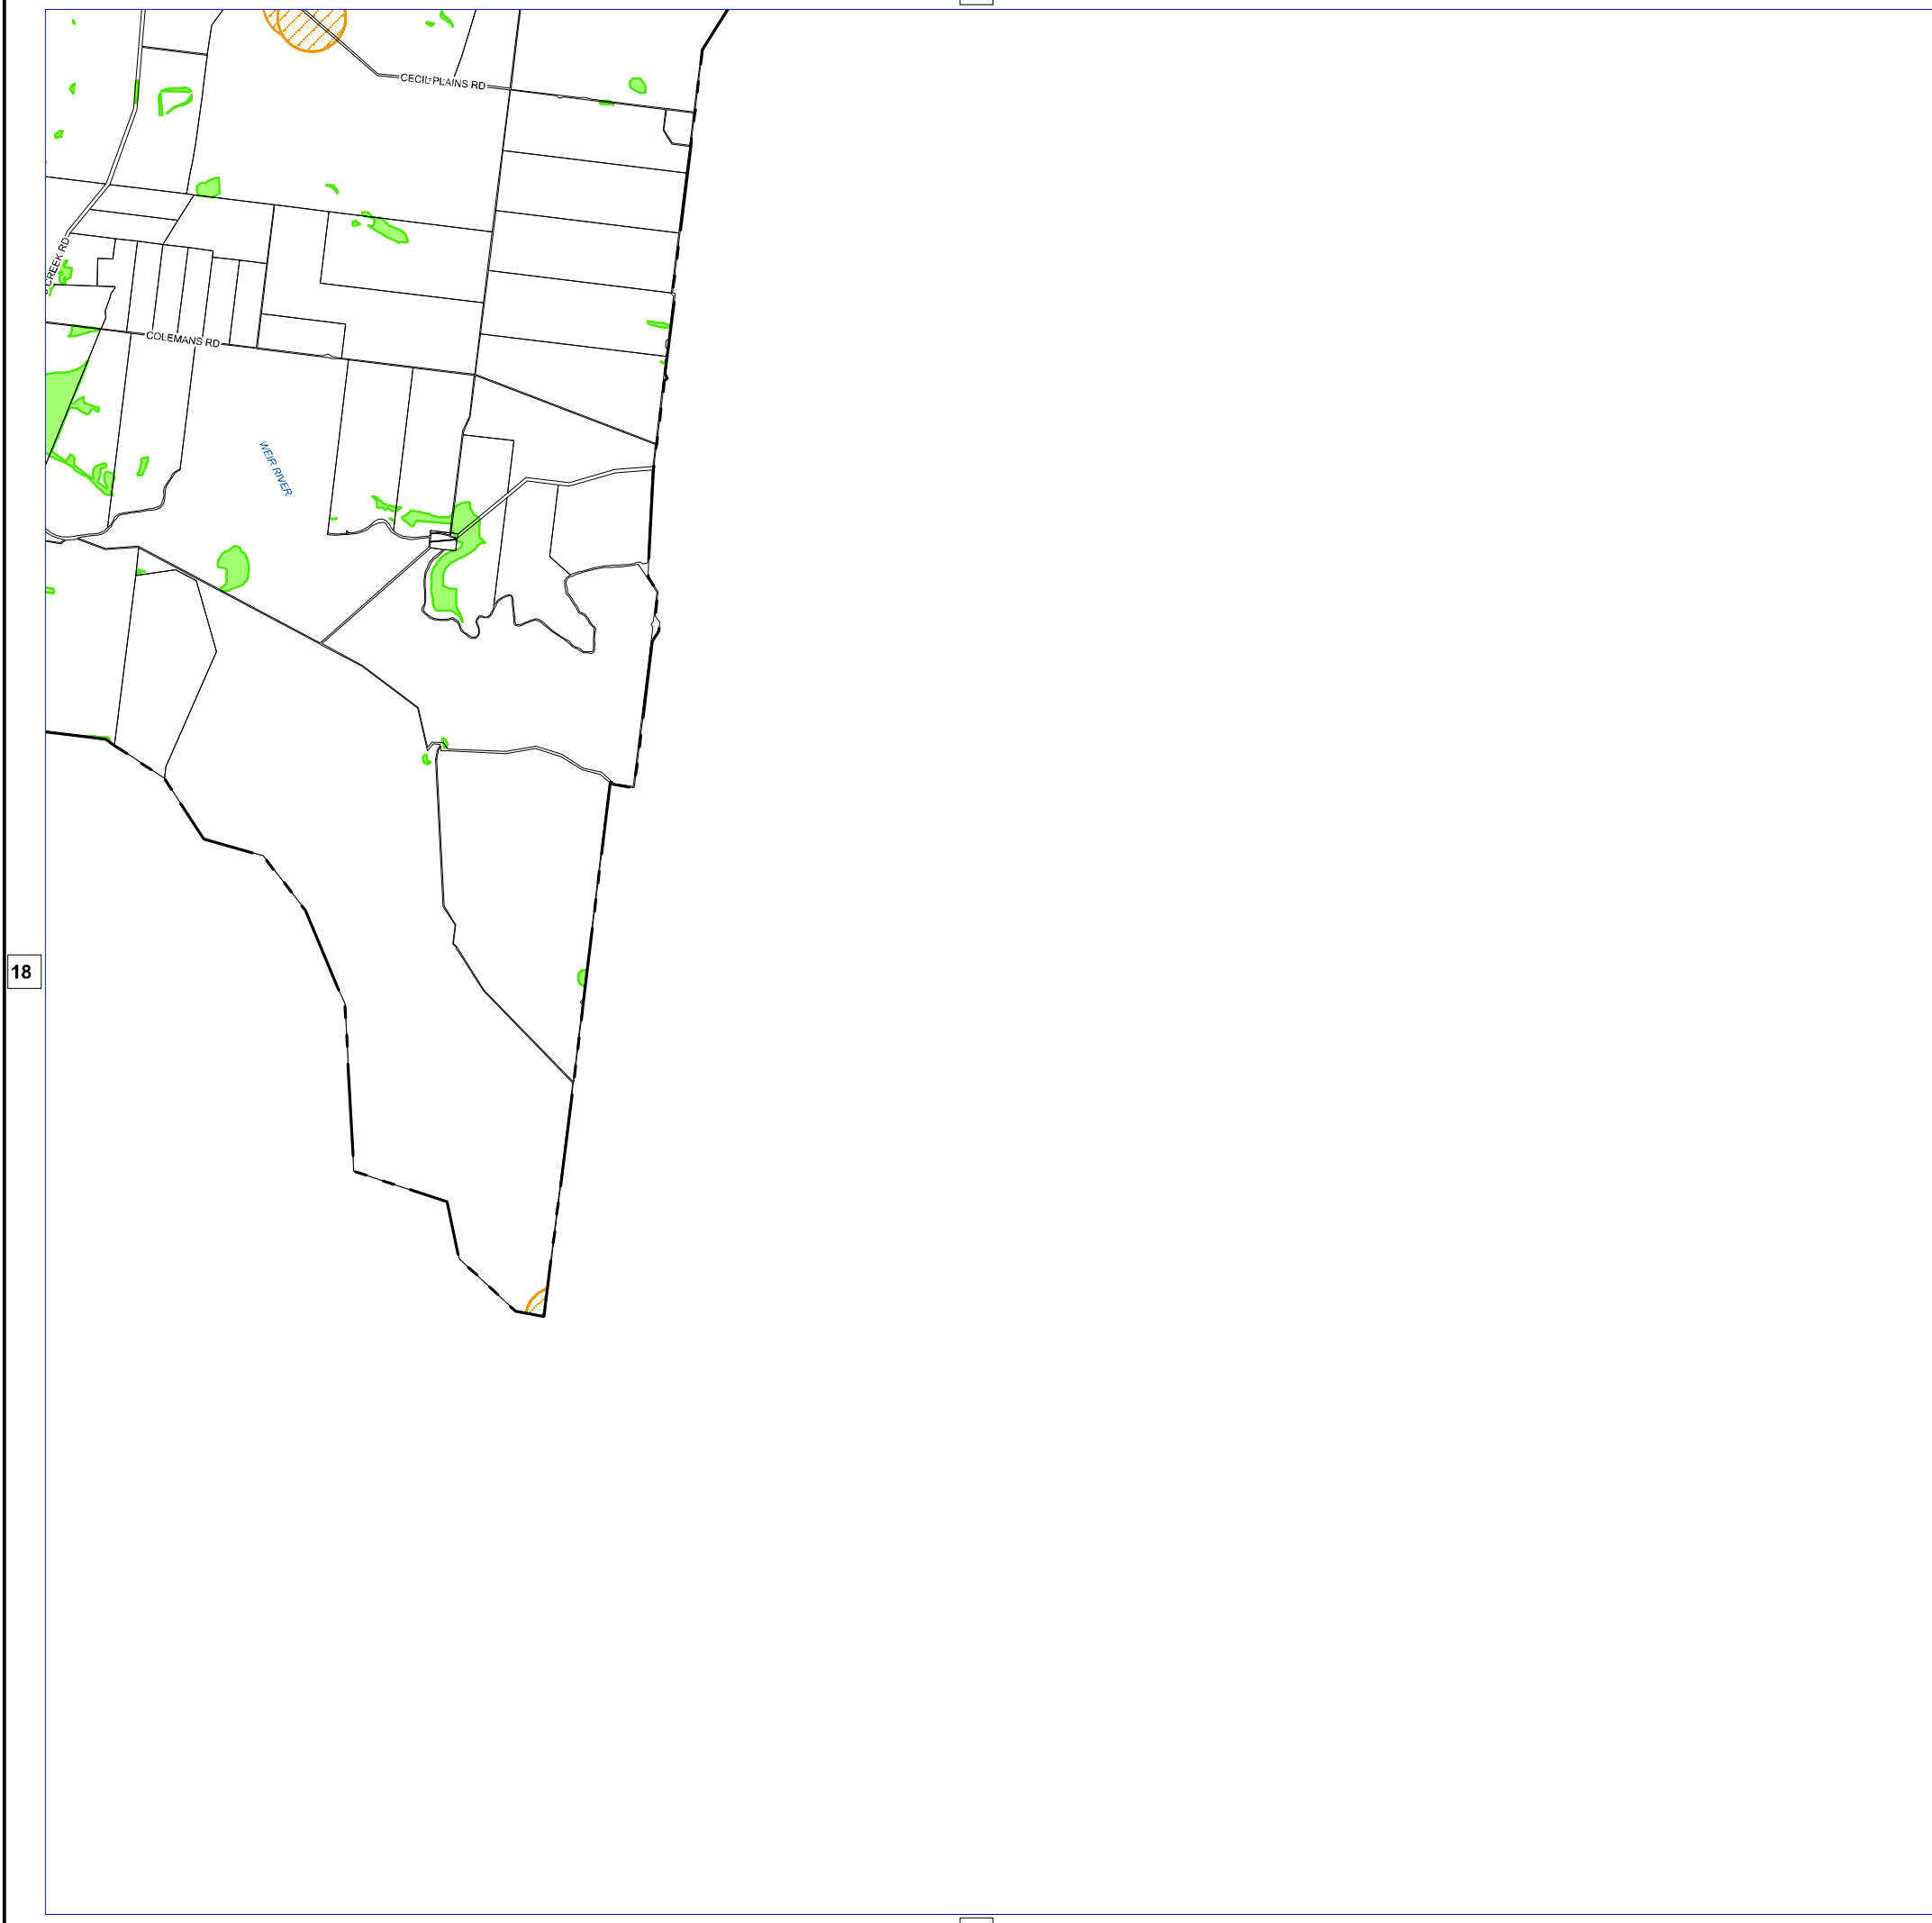 CECIL PLAINS RD
CREEK RD
COLEMANS RD
WEIR RIVER
18